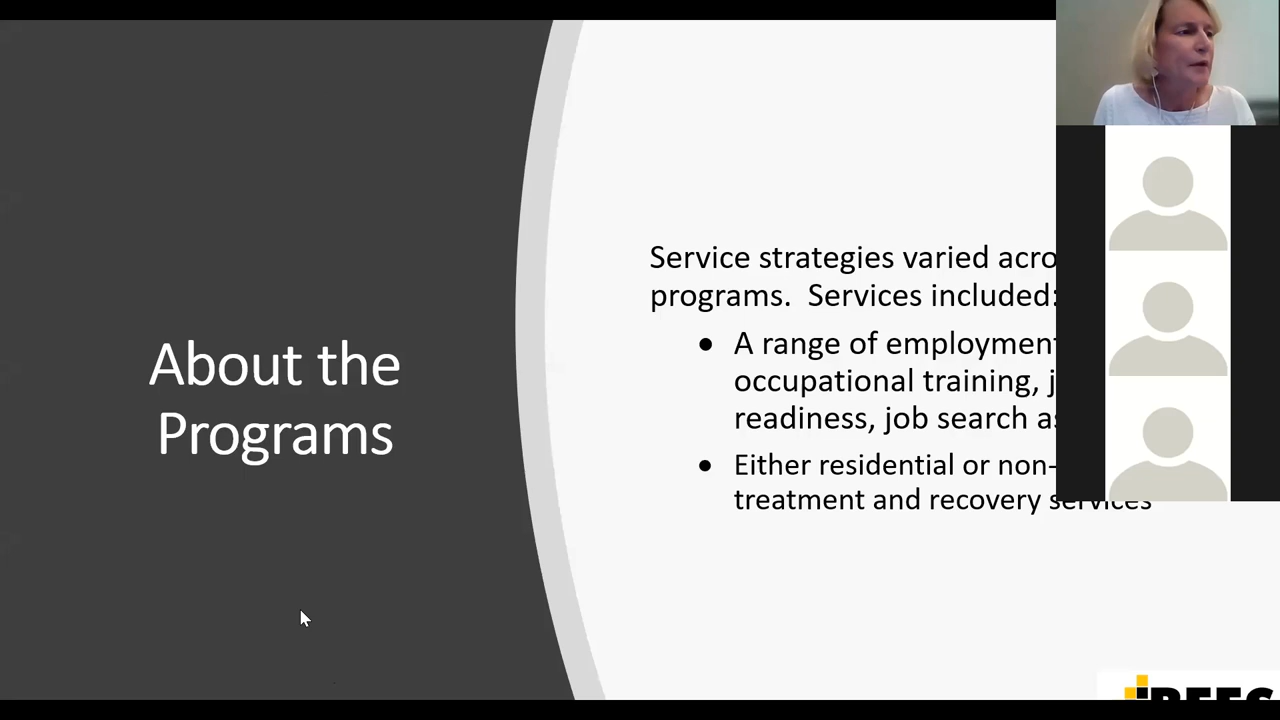 About the
Programs
Service strategies varied
programs. Services included:
A range of employment
occupational training,
readiness, job search
Either residential or non-
treatment and recovery services
BEES